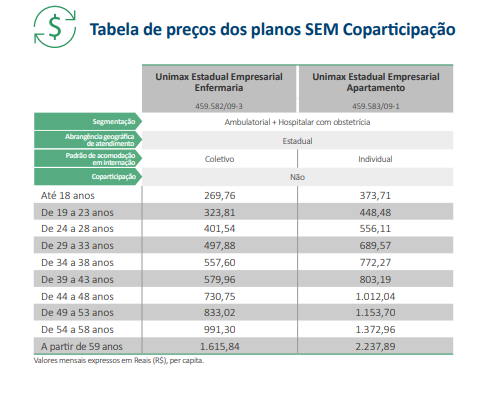 $
Tabela de preços dos planos SEM Coparticipação
Unimax Estadual Empresarial Enfermaria
459.582/09-3
Unimax Estadual Empresarial Apartamento
459.583/09-1
Segmentação Ambulatorial + Hospitalar com obstetrícia
Abrangência geográfica de atendimento Estadual
Padrão de acomodação em internação Coletivo Individual
Coparticipação Não
Até 18 anos 269,76 373,71
De 19 a 23 anos 323,81 448,48
De 24 a 28 anos 401,54 556,11
De 29 a 33 anos 497,88 689,57
De 34 a 38 anos 557,60 772,27
De 39 a 43 anos 579,96 803,19
De 44 a 48 anos 730,75 1.012,04
De 49 a 53 anos 833,02 1.153,70
De 54 a 58 anos 991,30 1.372,96
A partir de 59 anos 1.615,84 2.237,89
Valores mensais expressos em Reais (R$), per capita.